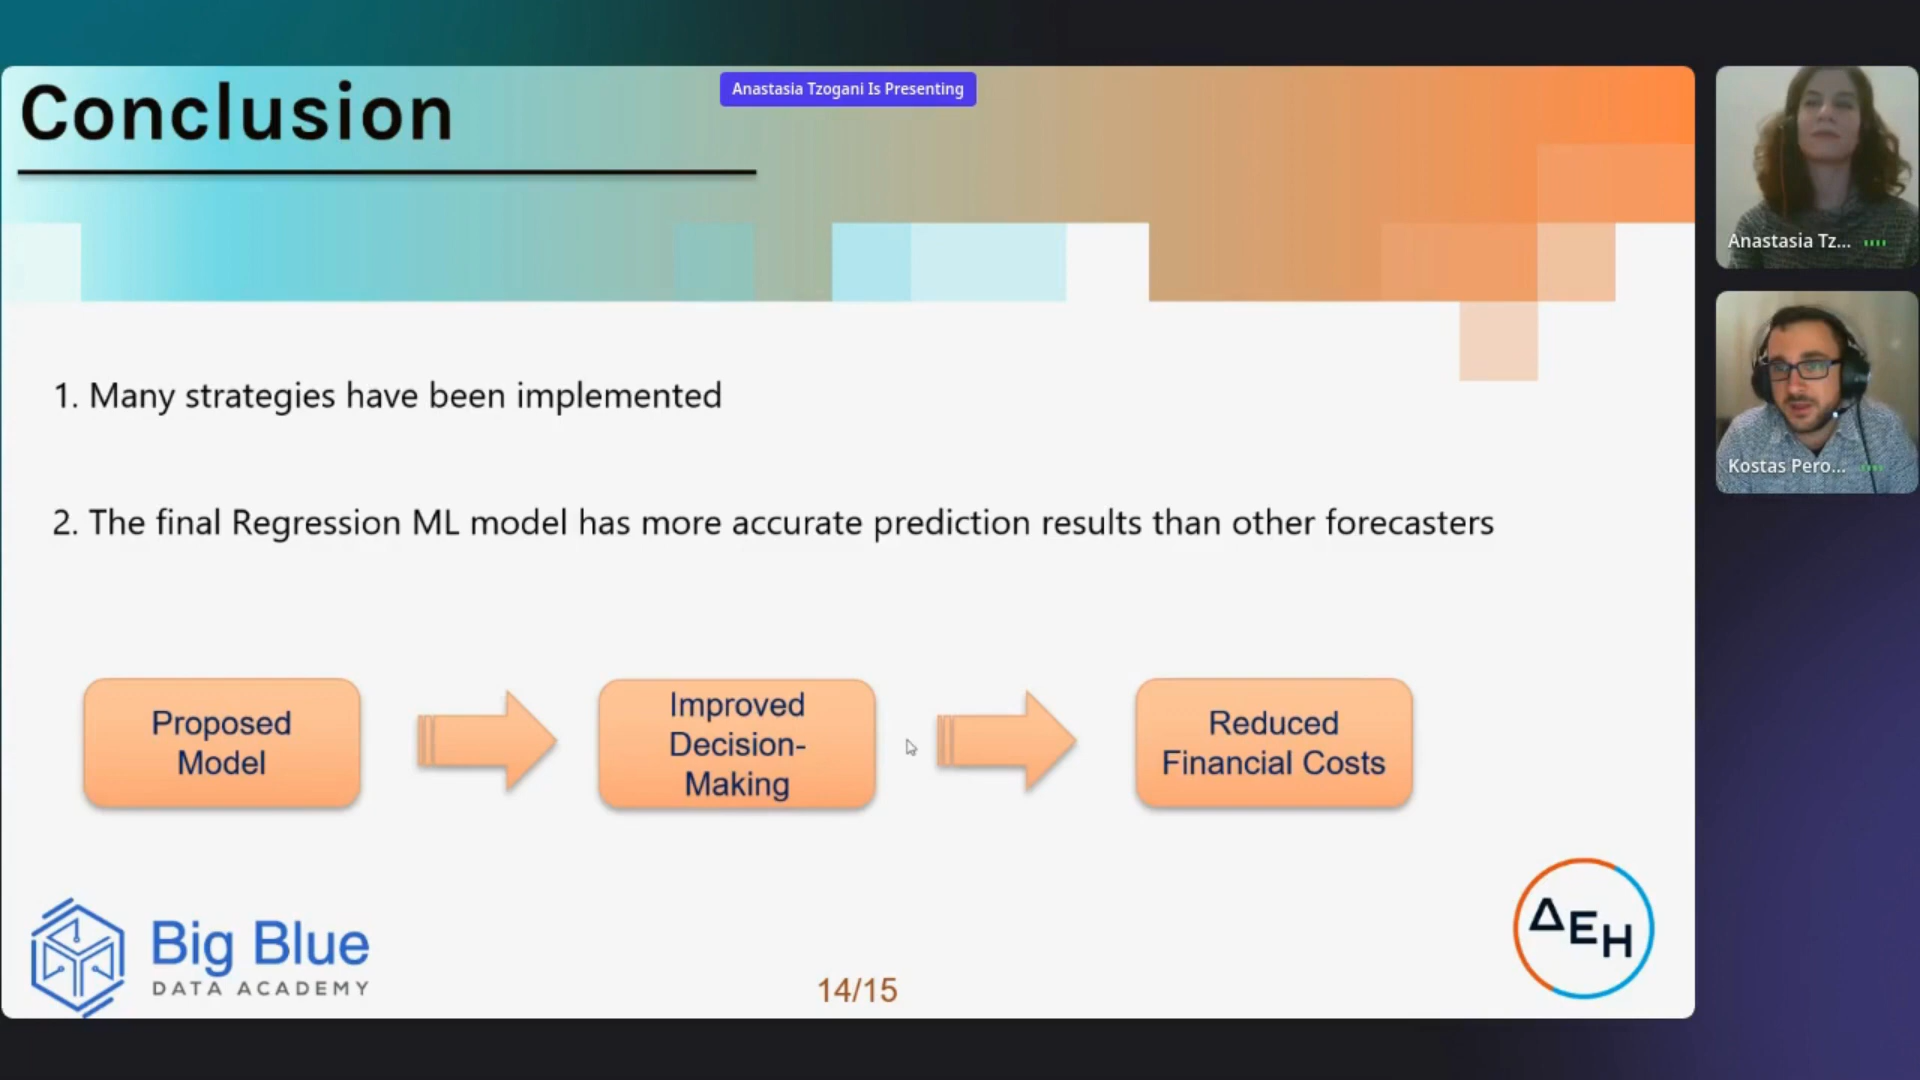 Conclusion
Anastasia Tzogani Is Presenting
1. Many strategies have been implemented
2. The final Regression ML model has more accurate prediction results than other forecasters
Proposed
Model
Improved
Decision-
Making
Reduced
Financial Costs
Big Blue
DATA ACADEMY
14/15
ΔΕΗ
Anastasia Tz...
Kostas Pero...